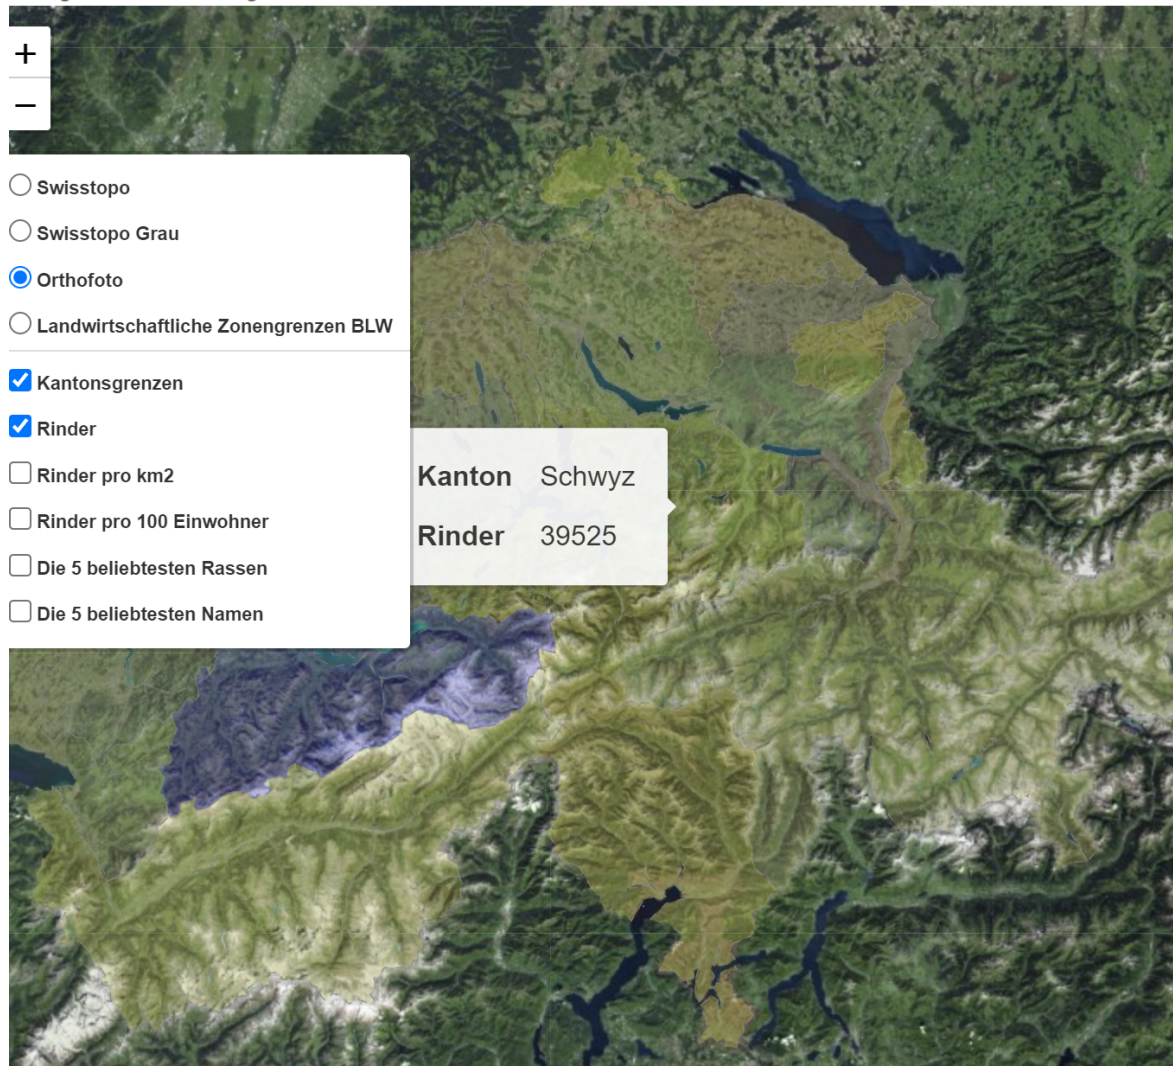 +
−
Swisstopo
Swisstopo Grau
Orthofoto
Landwirtschaftliche Zonengrenzen BLW
Kantonsgrenzen
Rinder
Rinder pro km2
Rinder pro 100 Einwohner
Die 5 beliebtesten Rassen
Die 5 beliebtesten Namen
Kanton Schwyz
Rinder 39525